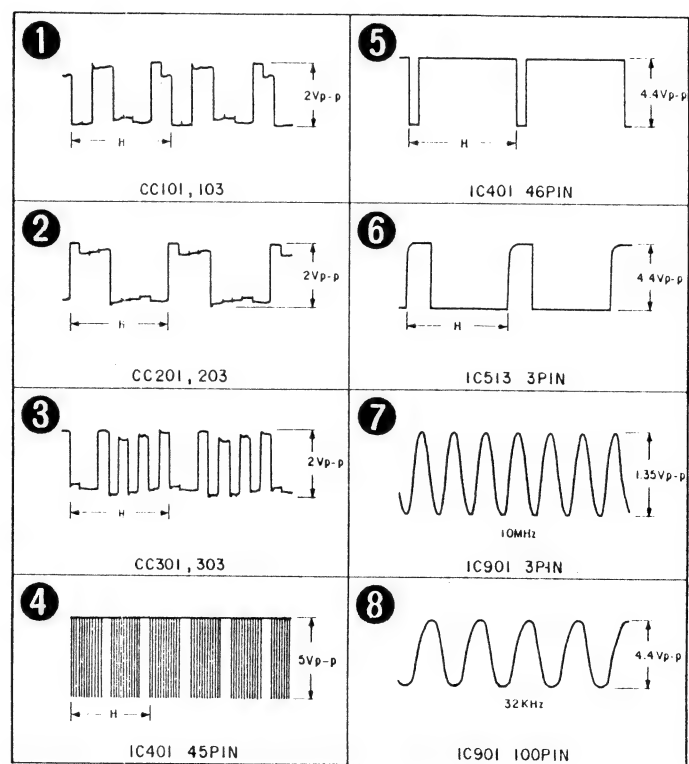 1
2Vp-p
H
CC101, 103
2
2Vp-p
H
CC201, 203
3
2Vp-p
H
CC301, 303
4
5Vp-p
H
IC401 45PIN
5
4.4Vp-p
H
IC401 46PIN
6
4.4Vp-p
H
IC513 3PIN
7
1.35Vp-p
10MHz
IC901 3PIN
8
4.4Vp-p
32KHz
IC901 100PIN